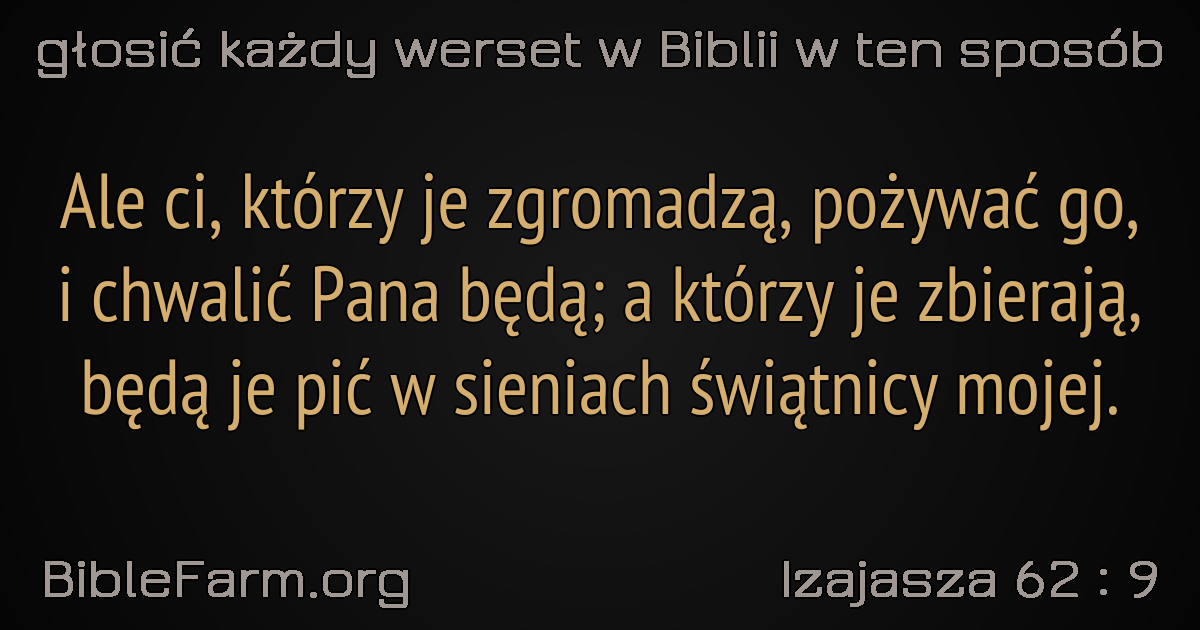 głosić każdy werset w Biblii w ten sposób
Ale ci, którzy je zgromadzą, pożywać go,
i chwalić Pana będą; a którzy je zbierają,
będą je pić w sieniach świątnicy mojej.
BibleFarm.org
Izajasza 62 : 9